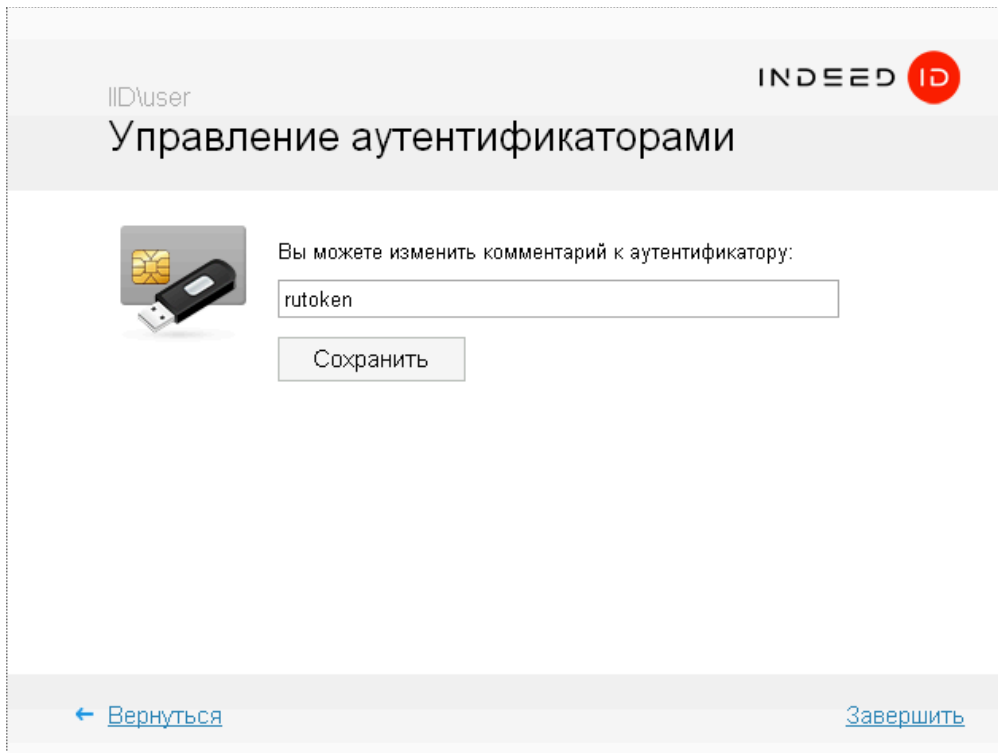 INDEED ID
IID\user
Управление аутентификаторами
Вы можете изменить комментарий к аутентификатору:
rutoken
Сохранить
← Вернуться
Завершить